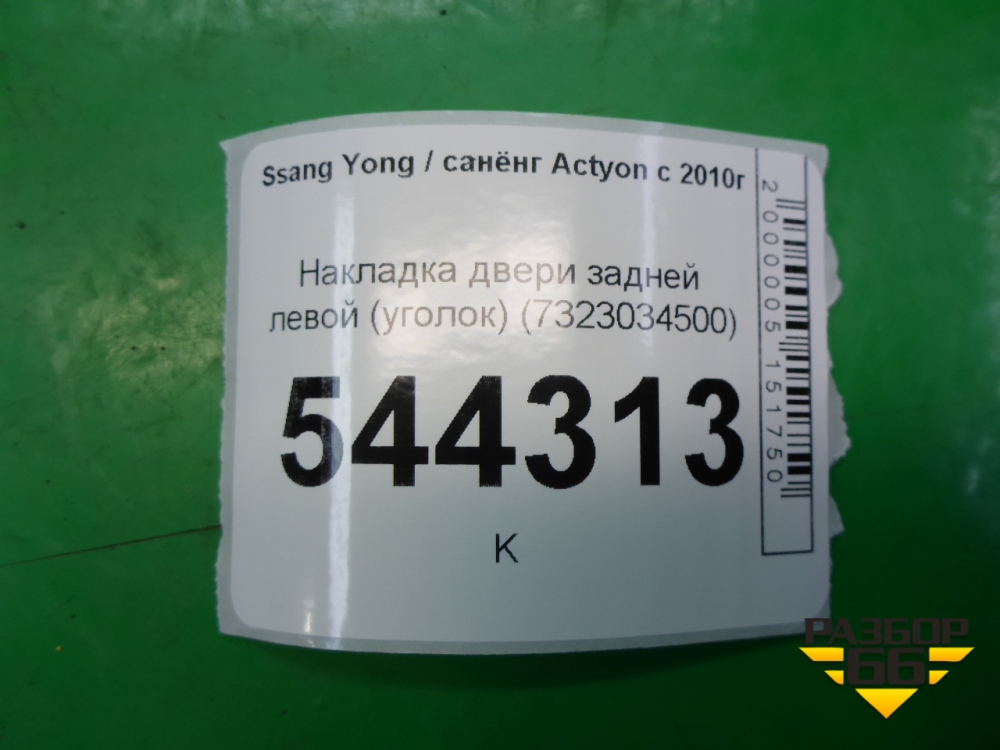 Ssang Yong / санёнг Actyon с 2010г
Накладка двери задней
левой (уголок) (7323034500)
544313
К
2000005151750
РАЗБОР
66